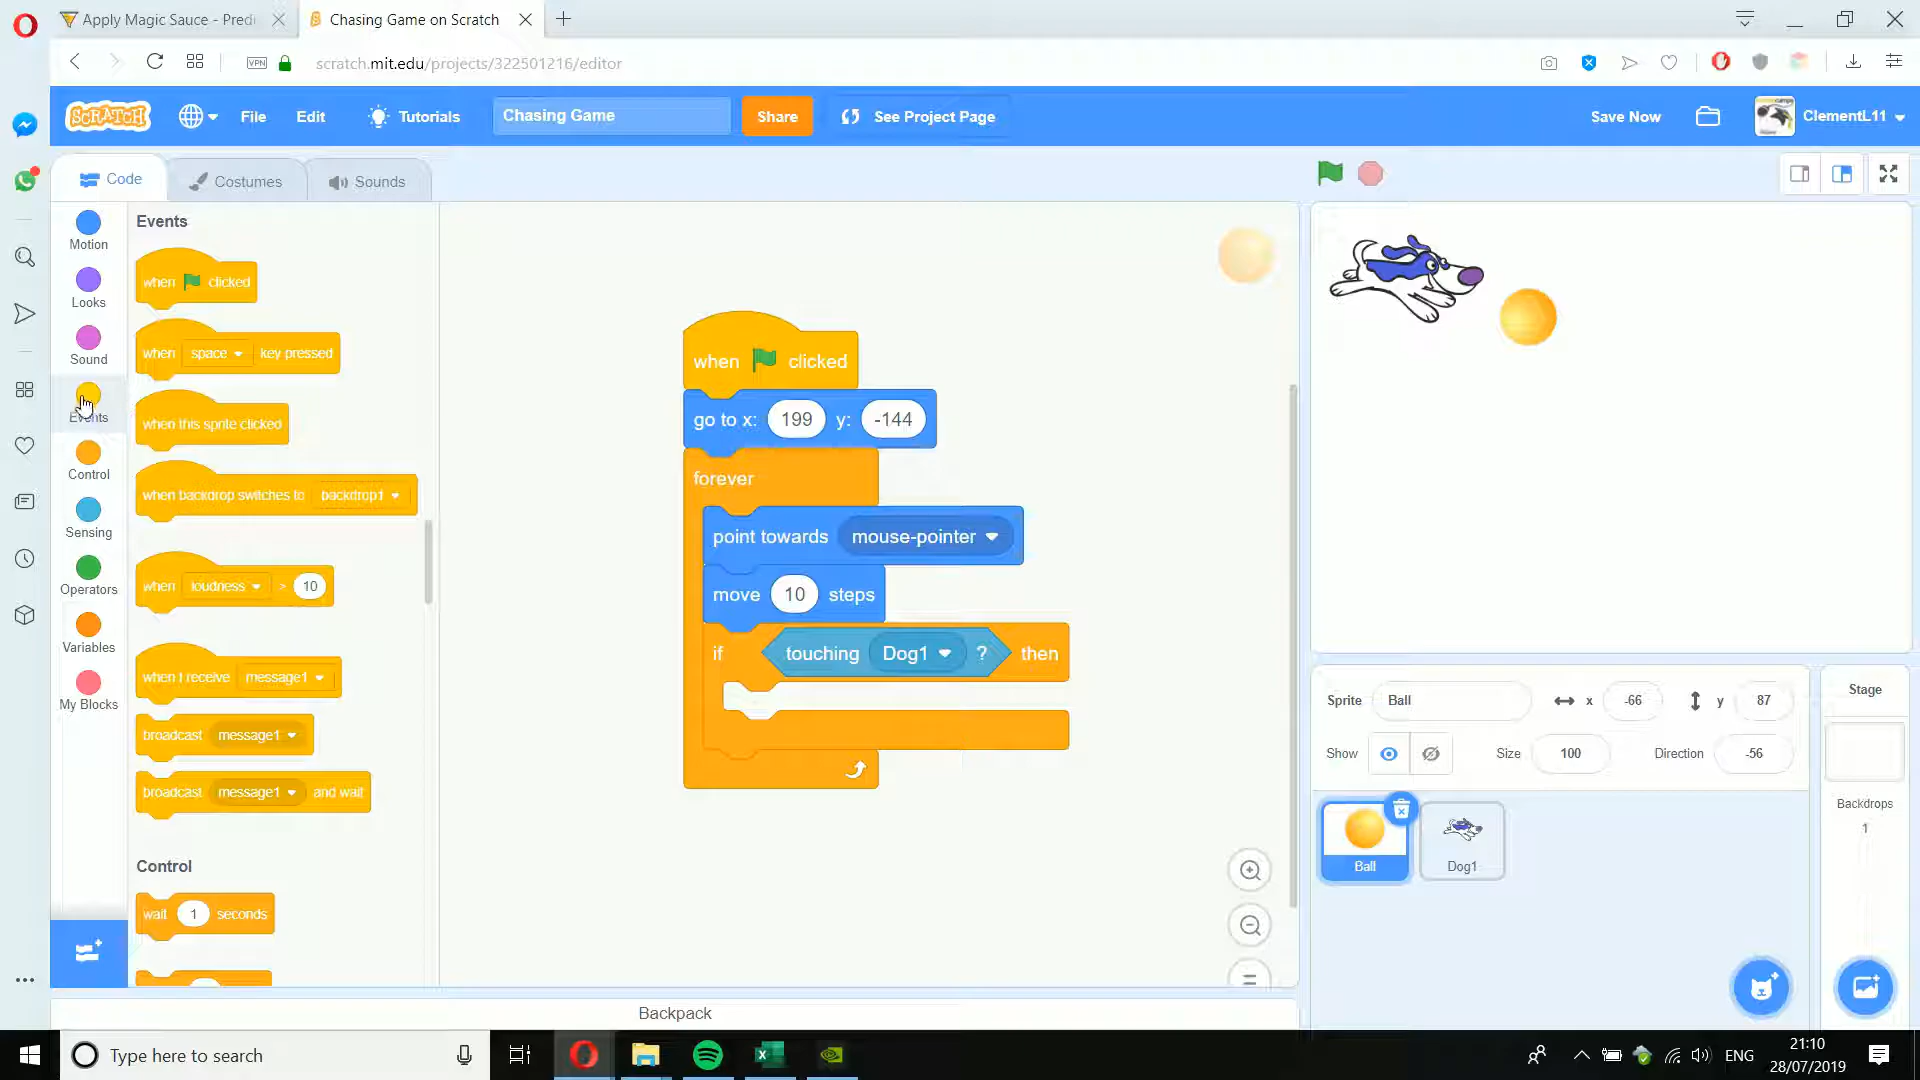 Apply Magic Sauce - Predi
Chasing Game on Scratch
VPN
scratch.mit.edu/projects/322501216/editor
SCRATCH
File
Edit
Tutorials
Chasing Game
Share
See Project Page
Save Now
ClementL11
Code
Costumes
Sounds
Motion
Looks
Sound
Events
Control
Sensing
Operators
Variables
My Blocks
Events
when clicked
when space key pressed
when this sprite clicked
when backdrop switches to backdrop1
when loudness > 10
when I receive message1
broadcast message1
broadcast message1 and wait
Control
wait 1 seconds
when clicked
go to x: 199 y: -144
forever
point towards mouse-pointer
move 10 steps
if touching Dog1 ? then
Backpack
Sprite Ball x -66 y 87
Show Size 100 Direction -56
Ball
Dog1
Stage
Backdrops
1
Type here to search
ENG
21:10
28/07/2019